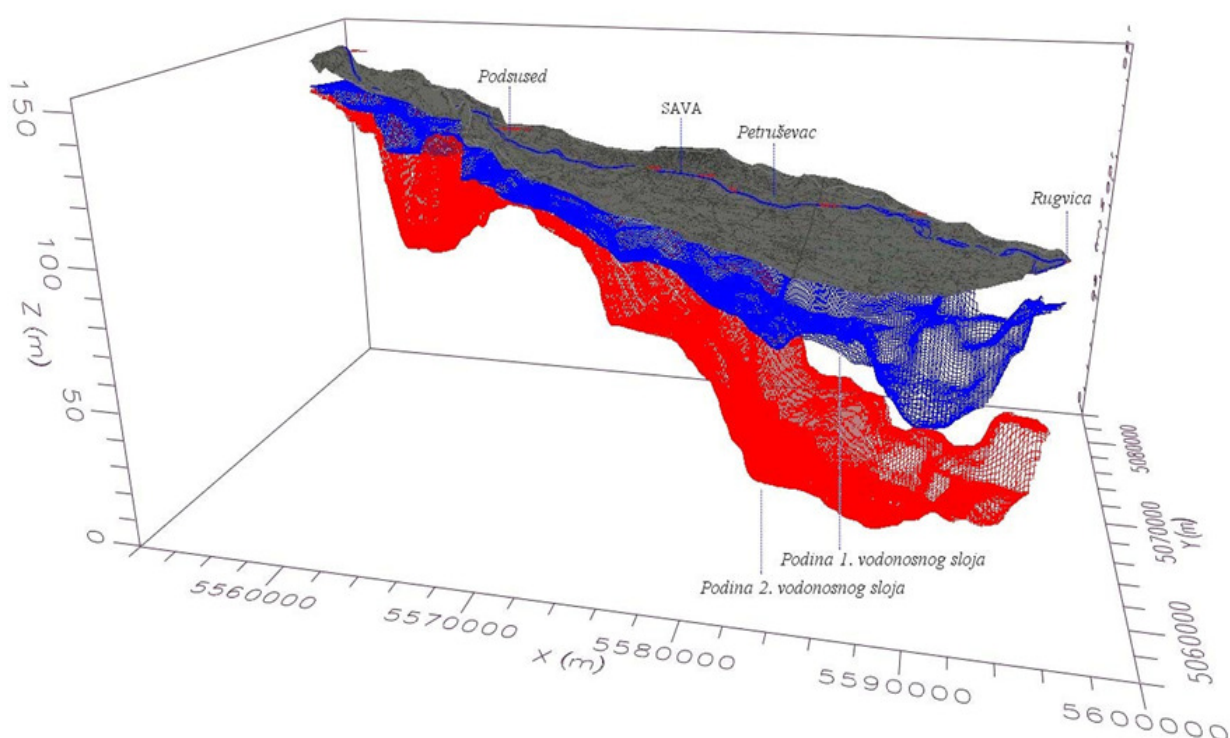 Podsused
SAVA
Petruševac
Rugvica
150
100
50
0
Z (m)
Podina 1. vodonosnog sloja
Podina 2. vodonosnog sloja
5560000
5570000
5580000
5590000
5600000
X (m)
5080000
5070000
5060000
Y (m)